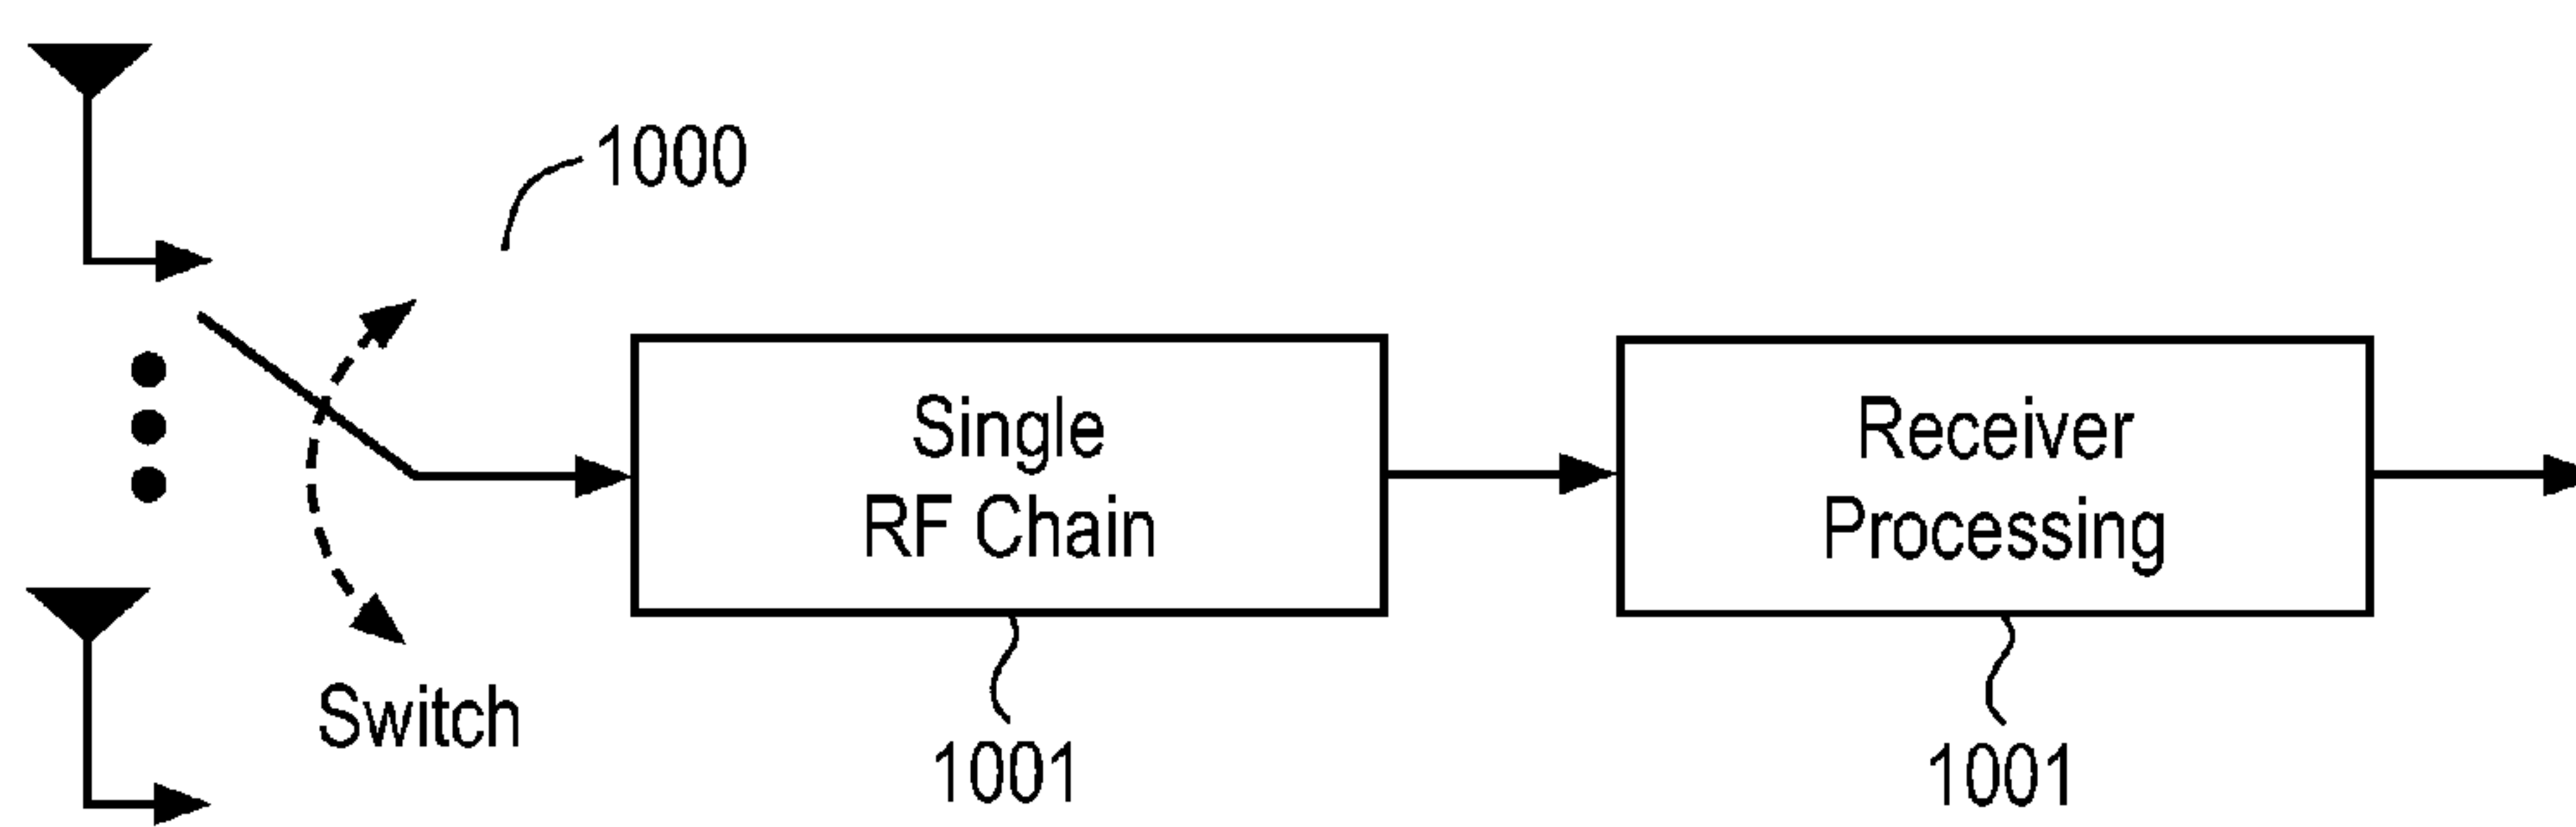 1000
Single
RF Chain
Receiver
Processing
Switch
1001
1001